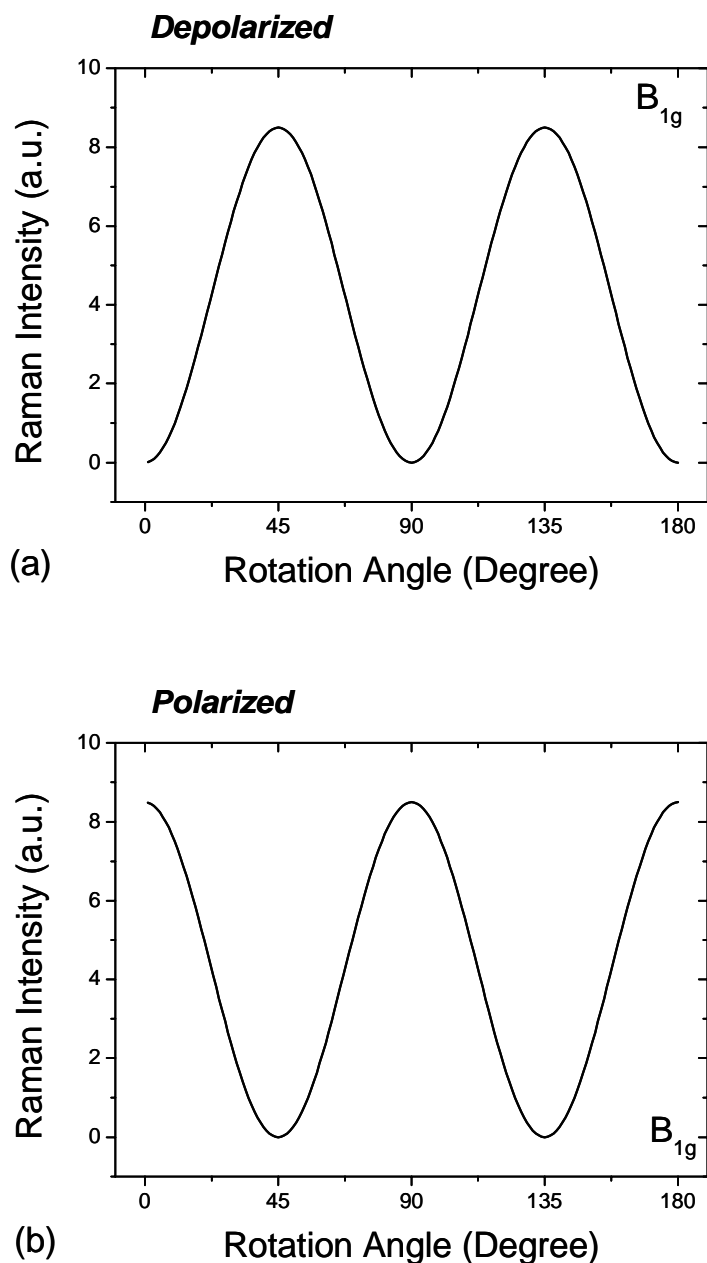 Depolarized
B1g
Raman Intensity (a.u.)
10
8
6
4
2
0
0 45 90 135 180
Rotation Angle (Degree)
(a)
Polarized
Raman Intensity (a.u.)
10
8
6
4
2
0
B1g
0 45 90 135 180
Rotation Angle (Degree)
(b)